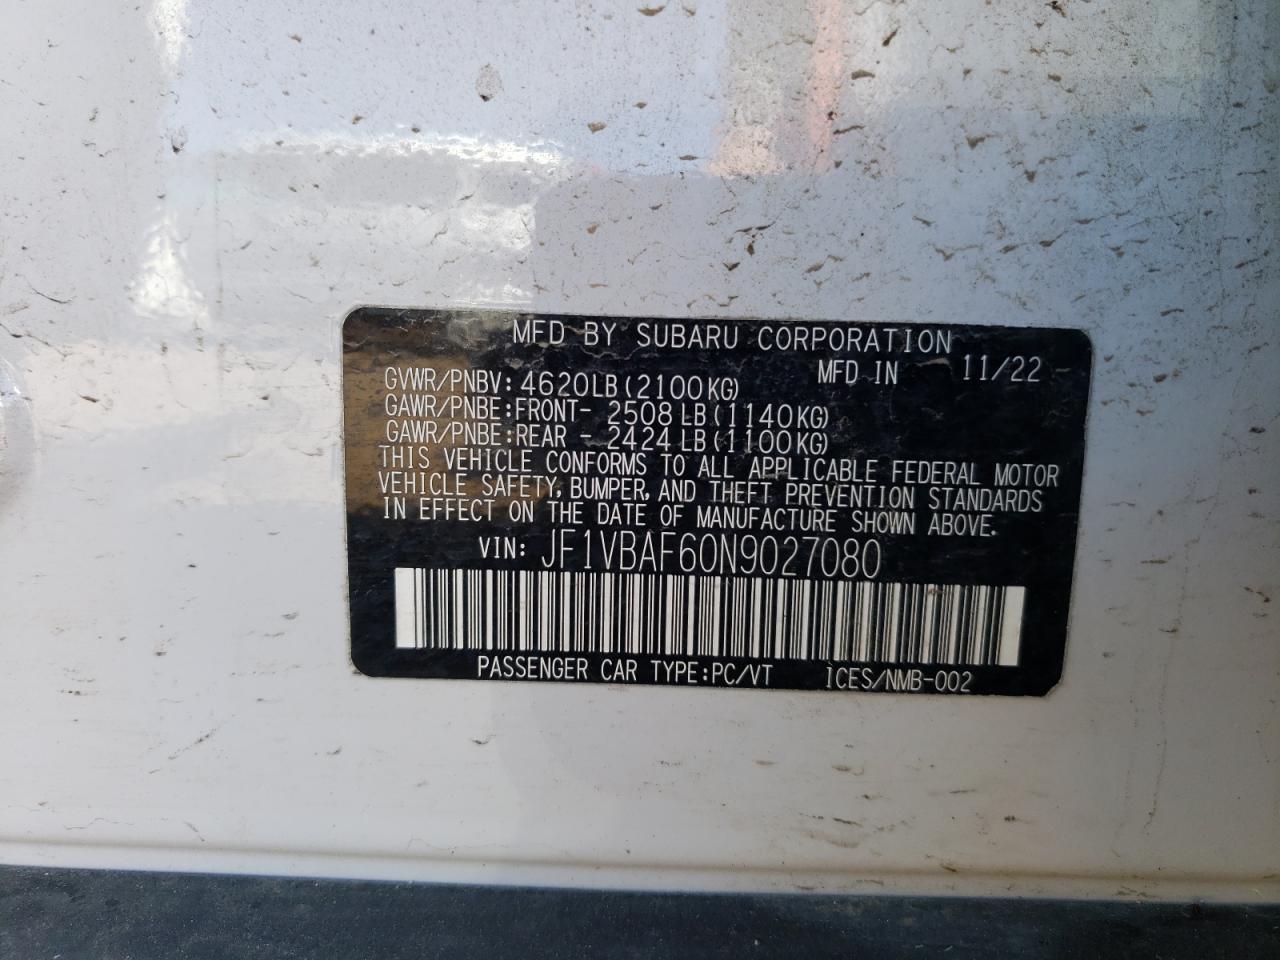 MFD BY SUBARU CORPORATION
MFD IN 11/22
GVWR/PNBV: 4620LB (2100KG)
GAWR/PNBE:FRONT- 2508 LB (1140KG)
GAWR/PNBE:REAR - 2424 LB (1100KG)
THIS VEHICLE CONFORMS TO ALL APPLICABLE FEDERAL MOTOR
VEHICLE SAFETY, BUMPER, AND THEFT PREVENTION STANDARDS
IN EFFECT ON THE DATE OF MANUFACTURE SHOWN ABOVE.
VIN: JF1VBAF60N9027080
PASSENGER CAR TYPE:PC/VT ICES/NMB-002